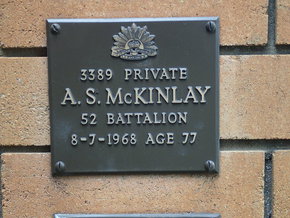 3389 PRIVATE
A. S. McKINLAY
52 BATTALION
8-7-1968 AGE 77